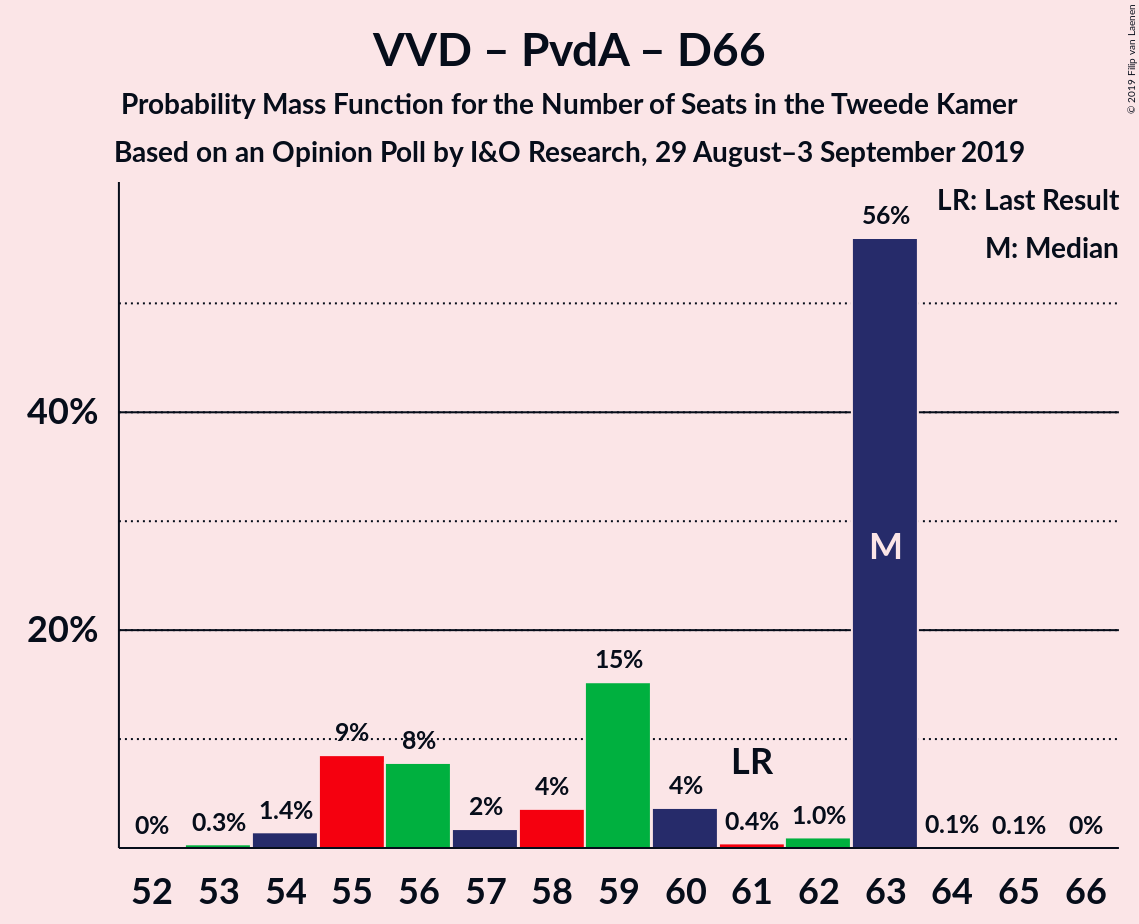 VVD – PvdA – D66
Probability Mass Function for the Number of Seats in the Tweede Kamer
Based on an Opinion Poll by I&O Research, 29 August–3 September 2019
© 2019 Filip van Laenen
LR: Last Result
M: Median
40%
20%
0%
0.3%
1.4%
9%
8%
2%
4%
15%
4%
LR
0.4%
1.0%
56%
M
0.1%
0.1%
0%
52 53 54 55 56 57 58 59 60 61 62 63 64 65 66